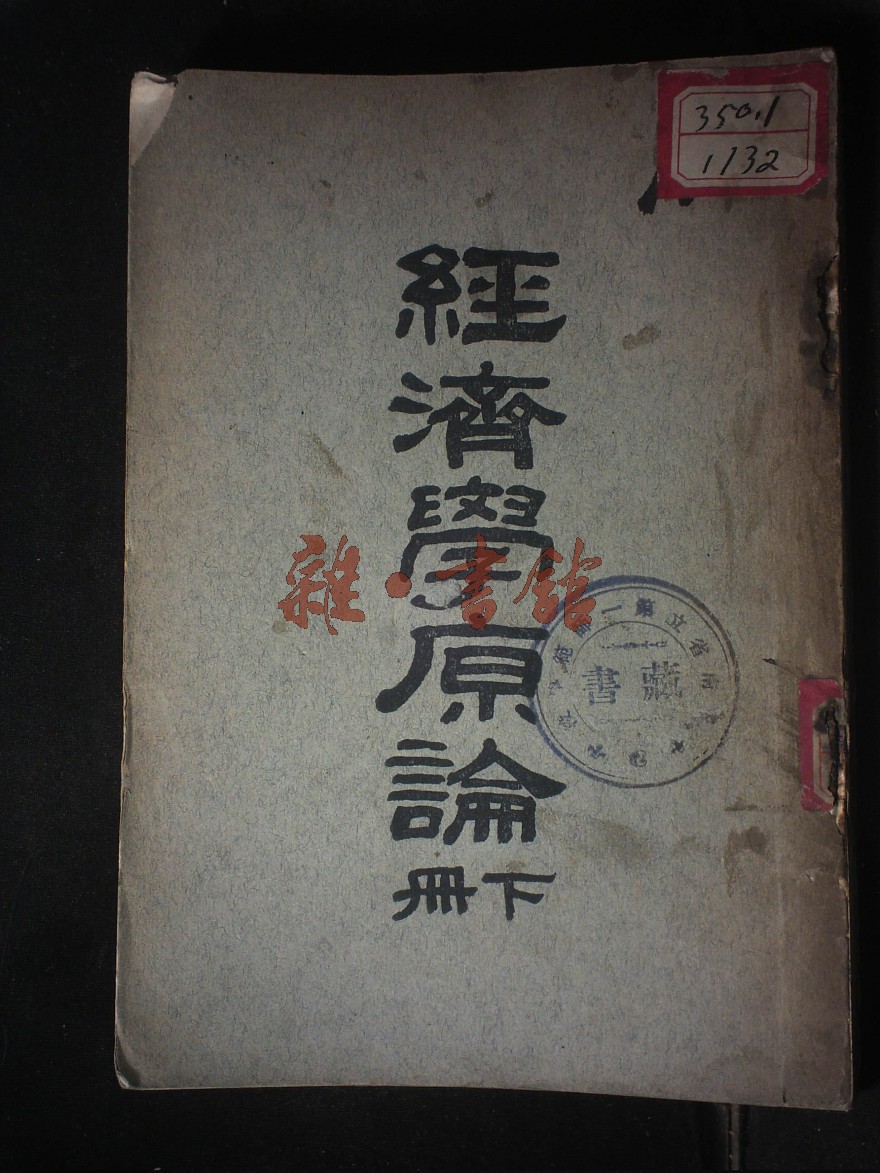 350.1
1132
經濟學原論
下冊
雜·書館
藏書